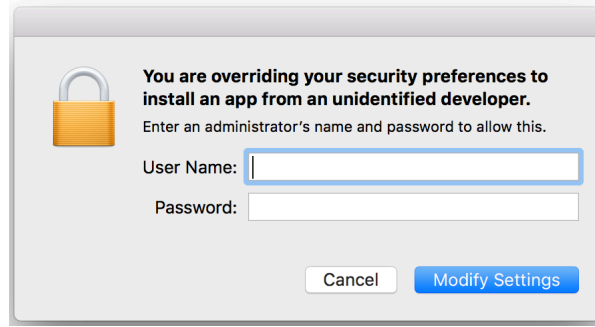 You are overriding your security preferences to
install an app from an unidentified developer.
Enter an administrator's name and password to allow this.
User Name:
Password:
Cancel Modify Settings